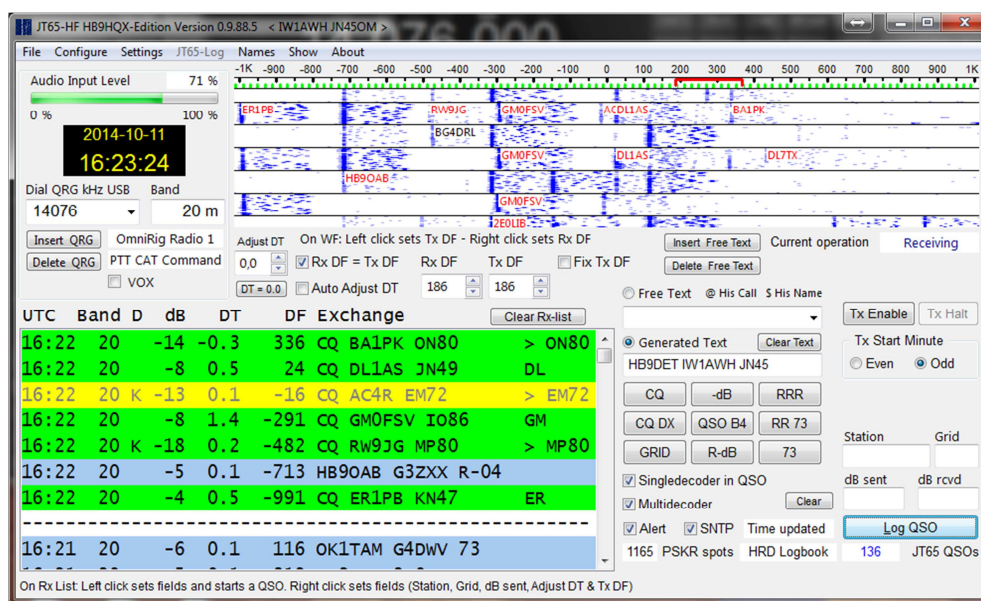 JT65-HF HB9HQX-Edition Version 0.9.88.5 < IW1AWH JN45OM >
File Configure Settings JT65-Log Names Show About
Audio Input Level 71 %
0 % 100 %
2014-10-11
16:23:24
Dial QRG kHz USB Band
14076 20 m
Insert QRG OmniRig Radio 1
Delete QRG PTT CAT Command
VOX
-1K -900 -800 -700 -600 -500 -400 -300 -200 -100 0 100 200 300 400 500 600 700 800 900 1K
ER1PB RW9JG GM0FSV DL1AS BA1PK
BG4DRL
GM0FSV DL1AS DL7TX
HB9OAB
GM0FSV
2E0LIB
Adjust DT On WF: Left click sets Tx DF - Right click sets Rx DF
0,0 Rx DF = Tx DF Rx DF Tx DF Fix Tx DF
DT = 0.0 Auto Adjust DT 186 186
Insert Free Text Current operation Receiving
Delete Free Text
UTC Band D dB DT DF Exchange Clear Rx-list
16:22 20 -14 -0.3 336 CQ BA1PK ON80 > ON80
16:22 20 -8 0.5 24 CQ DL1AS JN49 DL
16:22 20 K -13 0.1 -16 CQ AC4R EM72 > EM72
16:22 20 -8 1.4 -291 CQ GM0FSV IO86 GM
16:22 20 K -18 0.2 -482 CQ RW9JG MP80 > MP80
16:22 20 -5 0.1 -713 HB9OAB G3ZXX R-04
16:22 20 -4 0.5 -991 CQ ER1PB KN47 ER
16:21 20 -6 0.1 116 OK1TAM G4DWV 73
Free Text @ His Call $ His Name
Generated Text Clear Text
HB9DET IW1AWH JN45
CQ -dB RRR
CQ DX QSO B4 RR 73
GRID R-dB 73
Singledecoder in QSO
Multidecoder Clear
Alert SNTP Time updated
1165 PSKR spots HRD Logbook
Tx Enable Tx Halt
Tx Start Minute
Even Odd
Station Grid
dB sent dB rcvd
Log QSO
136 JT65 QSOs
On Rx List: Left click sets fields and starts a QSO. Right click sets fields (Station, Grid, dB sent, Adjust DT & Tx DF)